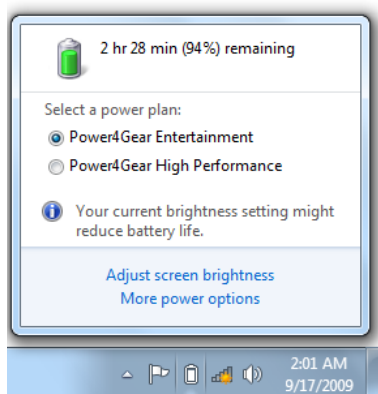 2 hr 28 min (94%) remaining
Select a power plan:
Power4Gear Entertainment
Power4Gear High Performance
Your current brightness setting might
reduce battery life.
Adjust screen brightness
More power options
2:01 AM
9/17/2009